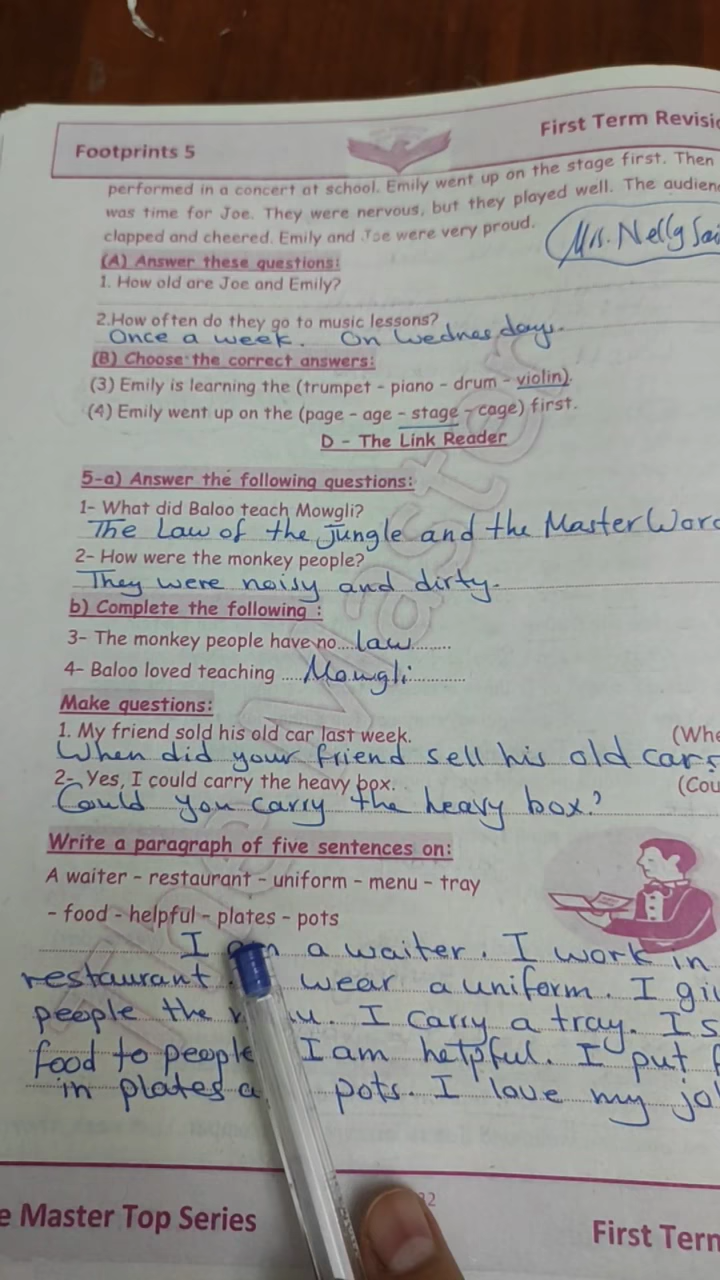 Footprints 5
First Term Revisio
performed in a concert at school. Emily went up on the stage first. Then
was time for Joe. They were nervous, but they played well. The audien
clapped and cheered. Emily and Joe were very proud.
Mrs. Nelly Sai
(A) Answer these questions:
1. How old are Joe and Emily?
2.How often do they go to music lessons?
Once a week. On Wednesdays.
(B) Choose the correct answers:
(3) Emily is learning the (trumpet - piano - drum - violin).
(4) Emily went up on the (page - age - stage - cage) first.
D - The Link Reader
5-a) Answer the following questions:
1- What did Baloo teach Mowgli?
The Law of the jungle and the Master Word
2- How were the monkey people?
They were noisy and dirty.
b) Complete the following :
3- The monkey people have no....law.........
4- Baloo loved teaching .....Mowgli............
Make questions:
1. My friend sold his old car last week. (Whe
When did your friend sell his old car?
2- Yes, I could carry the heavy box. (Cou
Could you carry the heavy box?
Write a paragraph of five sentences on:
A waiter - restaurant - uniform - menu - tray
- food - helpful - plates - pots
I am a waiter. I work in
restaurant. wear a uniform. I gi
people the I carry a tray. I s
food to people I am helpful. I put f
in plates a pots. I love my jo
The Master
32
e Master Top Series
First Term